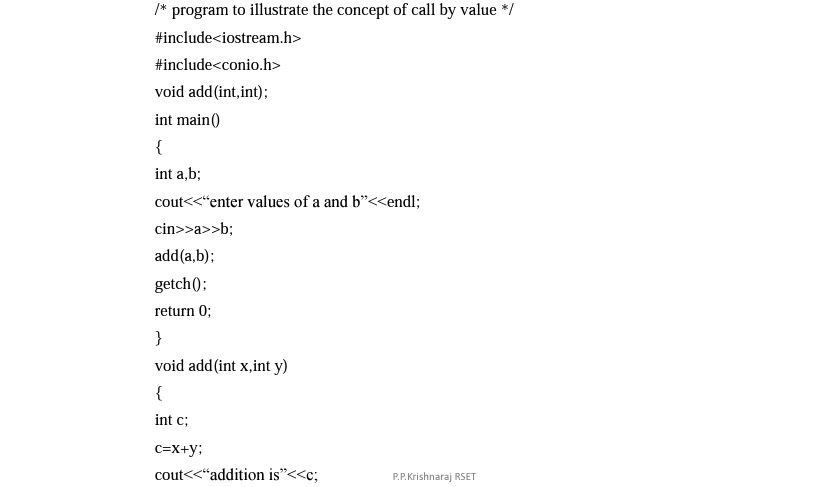 /* program to illustrate the concept of call by value */
#include<iostream.h>
#include<conio.h>
void add(int,int);
int main()
{
int a,b;
cout<<“enter values of a and b”<<endl;
cin>>a>>b;
add(a,b);
getch();
return 0;
}
void add(int x,int y)
{
int c;
c=x+y;
cout<<“addition is”<<c;
P.P.Krishnaraj RSET